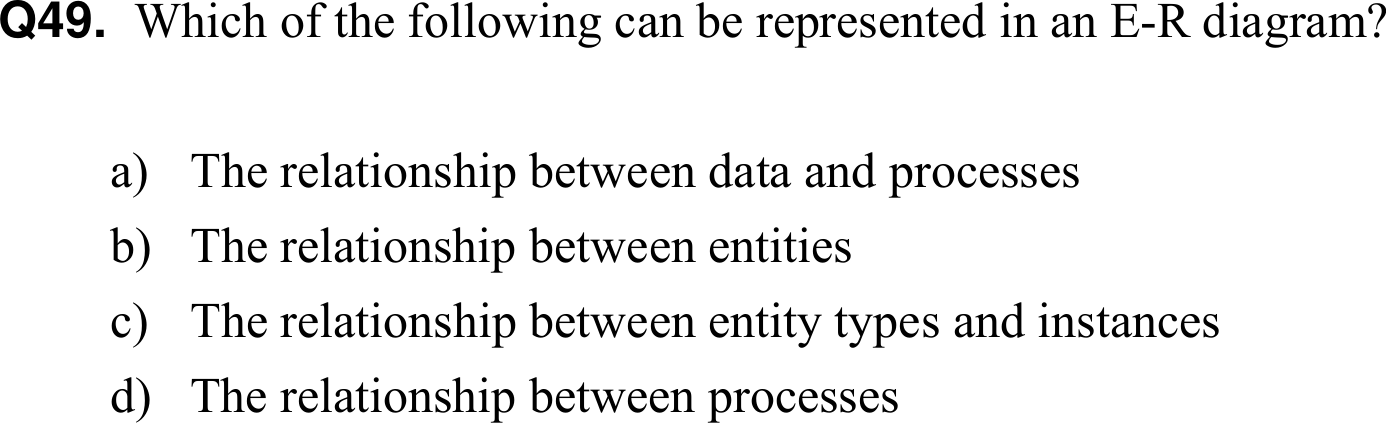 Q49. Which of the following can be represented in an E-R diagram?
a) The relationship between data and processes
b) The relationship between entities
c) The relationship between entity types and instances
d) The relationship between processes